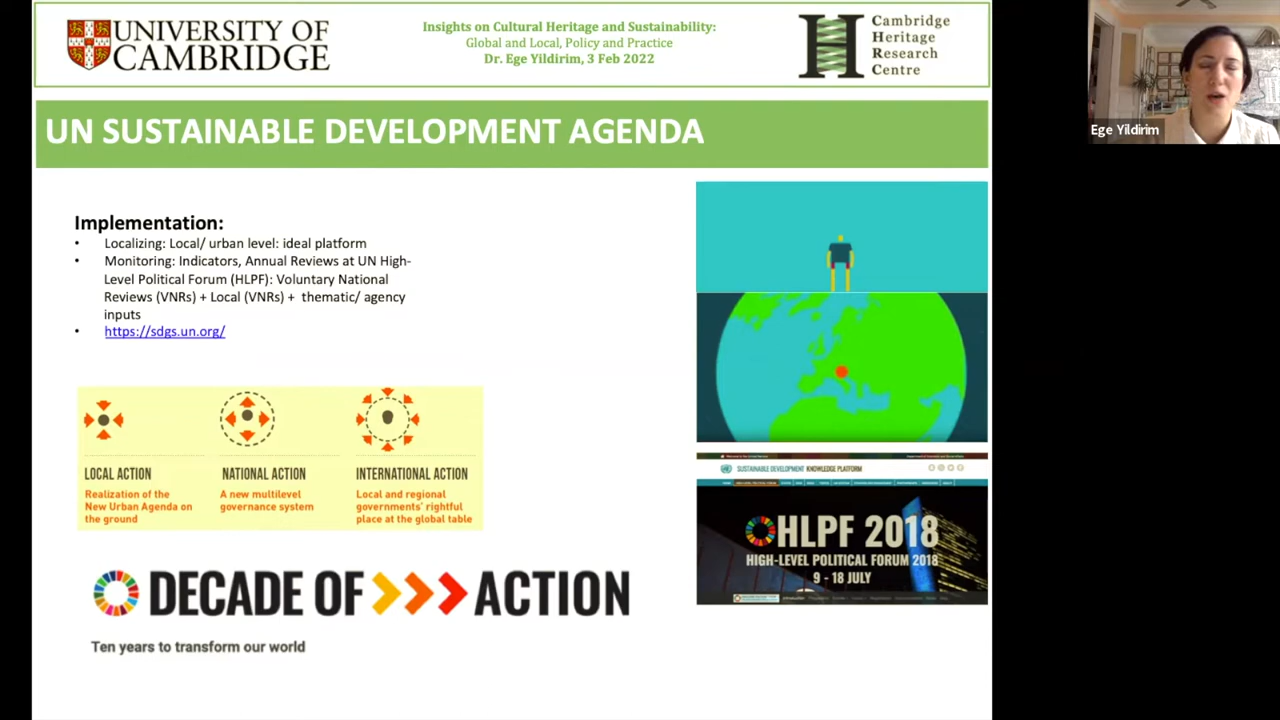 UNIVERSITY OF
CAMBRIDGE
Insights on Cultural Heritage and Sustainability:
Global and Local, Policy and Practice
Dr. Ege Yildirim, 3 Feb 2022
Cambridge
Heritage
Research
Centre
Ege Yildirim
UN SUSTAINABLE DEVELOPMENT AGENDA
Implementation:
• Localizing: Local/ urban level: ideal platform
• Monitoring: Indicators, Annual Reviews at UN High-
Level Political Forum (HLPF): Voluntary National
Reviews (VNRs) + Local (VNRs) + thematic/ agency
inputs
• https://sdgs.un.org/
LOCAL ACTION
Realization of the
New Urban Agenda on
the ground
NATIONAL ACTION
A new multilevel
governance system
INTERNATIONAL ACTION
Local and regional
governments' rightful
place at the global table
DECADE OF >>> ACTION
Ten years to transform our world
SUSTAINABLE DEVELOPMENT KNOWLEDGE PLATFORM
HLPF 2018
HIGH-LEVEL POLITICAL FORUM 2018
9 - 18 JULY